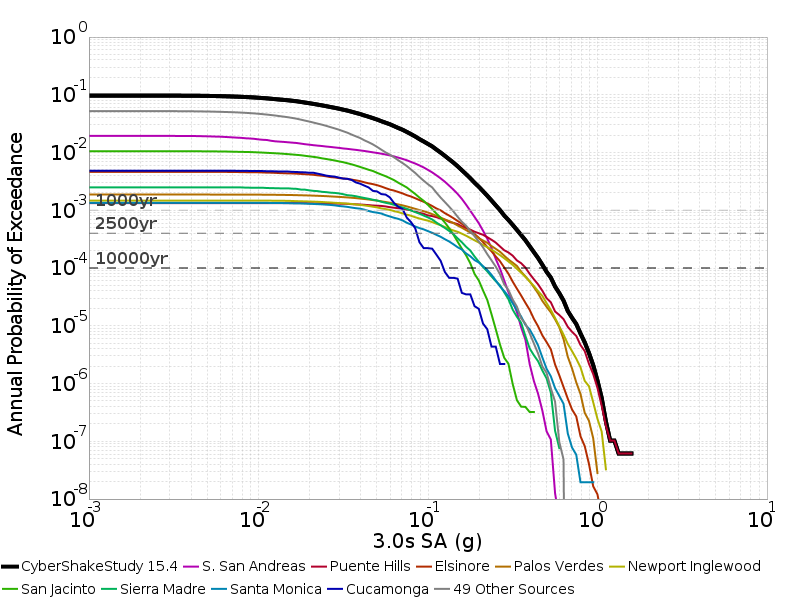 10^0
10^-1
10^-2
10^-3
10^-4
10^-5
10^-6
10^-7
10^-8
Annual Probability of Exceedance
1000yr
2500yr
10000yr
10^-3 10^-2 10^-1 10^0 10^1
3.0s SA (g)
CyberShakeStudy 15.4 S. San Andreas Puente Hills Elsinore Palos Verdes Newport Inglewood
San Jacinto Sierra Madre Santa Monica Cucamonga 49 Other Sources